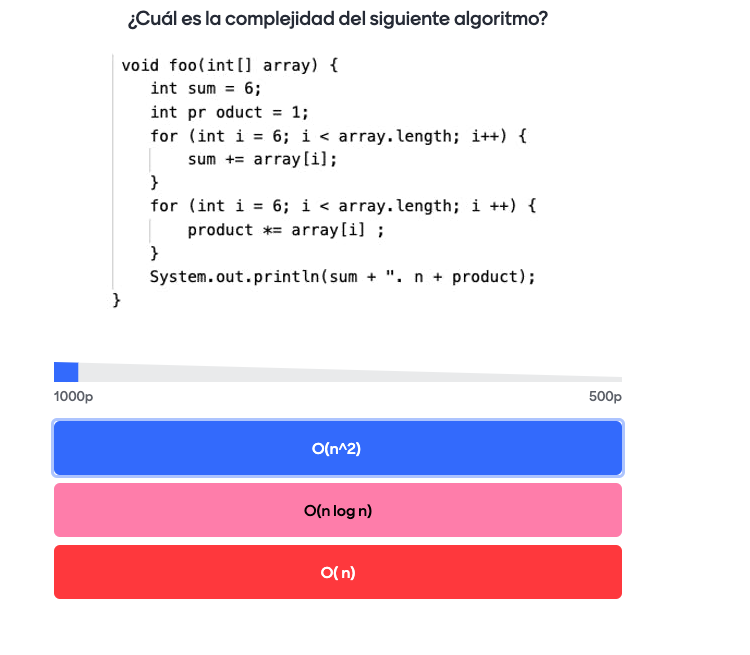 ¿Cuál es la complejidad del siguiente algoritmo?
void foo(int[] array) {
int sum = 6;
int pr oduct = 1;
for (int i = 6; i < array.length; i++) {
sum += array[i];
}
for (int i = 6; i < array.length; i ++) {
product *= array[i] ;
}
System.out.println(sum + ". n + product);
}
1000p
500p
O(n^2)
O(n log n)
O( n)